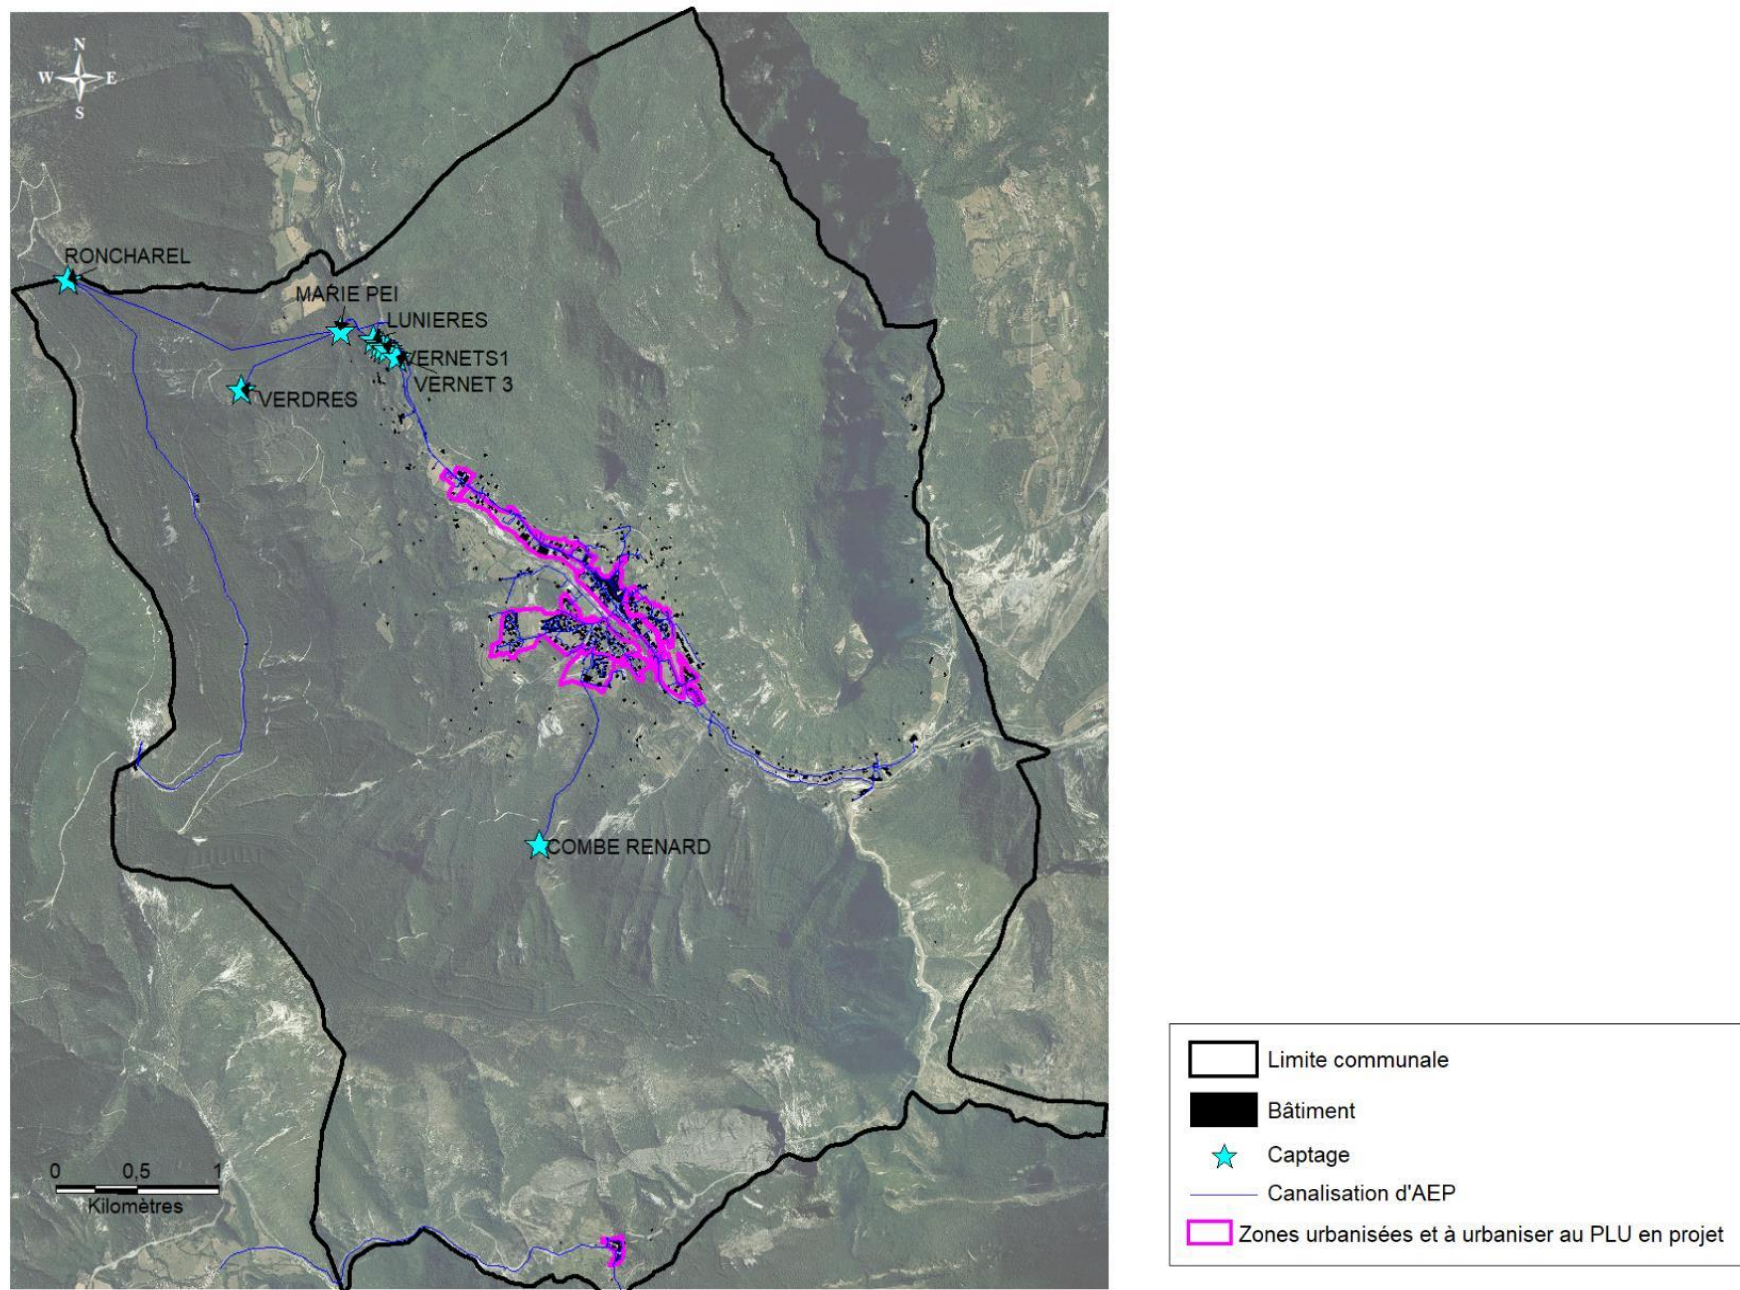 N
W E
S
RONCHAREL
MARIE PEI
LUNIERES
VERNETS1
VERNET 3
VERDRES
COMBE RENARD
0 0,5 1
Kilomètres
Limite communale
Bâtiment
Captage
Canalisation d'AEP
Zones urbanisées et à urbaniser au PLU en projet